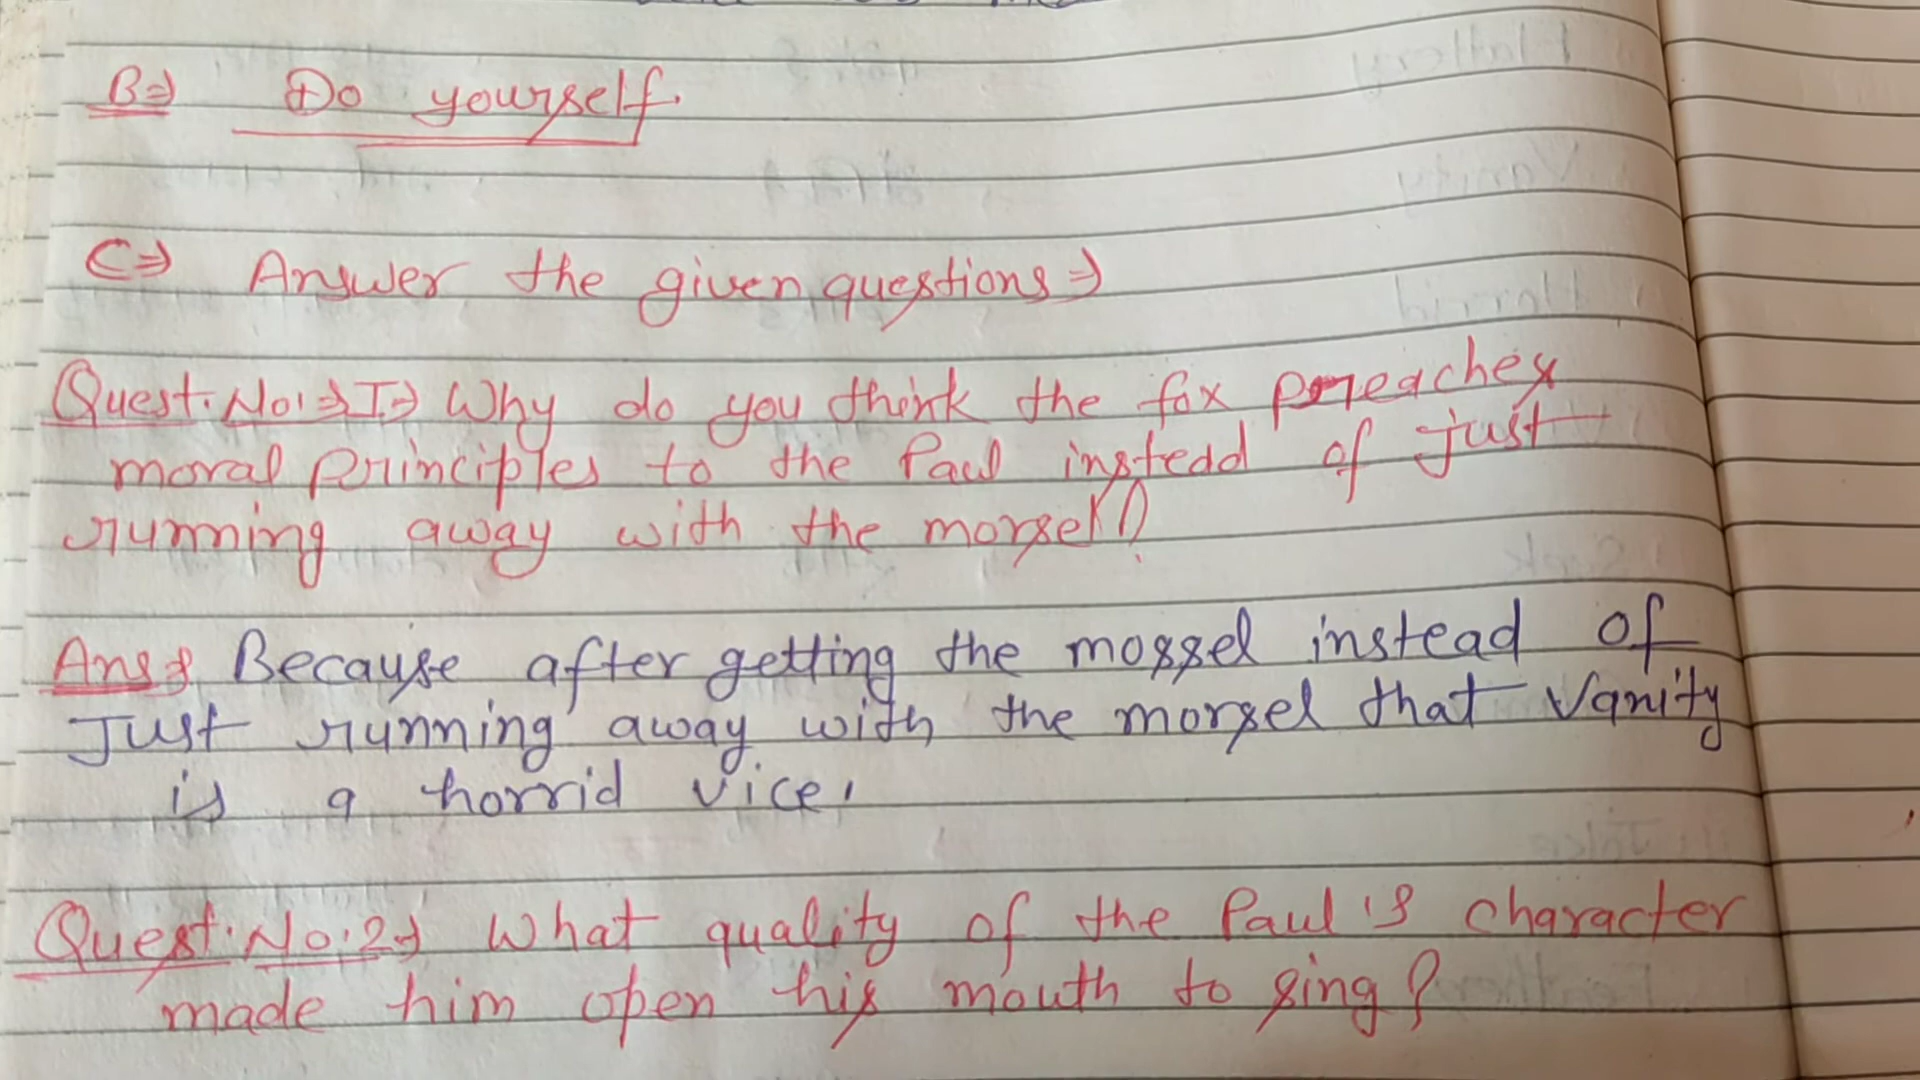 B⇒ Do yourself.
C⇒ Answer the given questions⇒
Quest. No1⇒I⇒ Why do you think the fox preaches
moral principles to the Paul instead of just
running away with the morsel?
Ans: Because after getting the morsel instead of
Just running away with the morsel that Vanity
is a horrid vice.
Quest. No.2⇒ What quality of the Paul's character
made him open his mouth to sing?